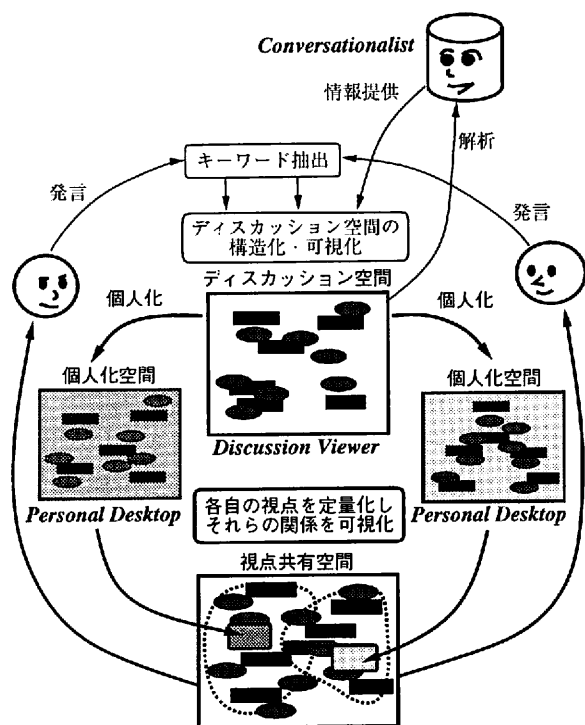 Conversationalist
情報提供
解析
キーワード抽出
発言
発言
ディスカッション空間の
構造化・可視化
ディスカッション空間
個人化
個人化
個人化空間
個人化空間
Discussion Viewer
Personal Desktop
Personal Desktop
各自の視点を定量化し
それらの関係を可視化
視点共有空間